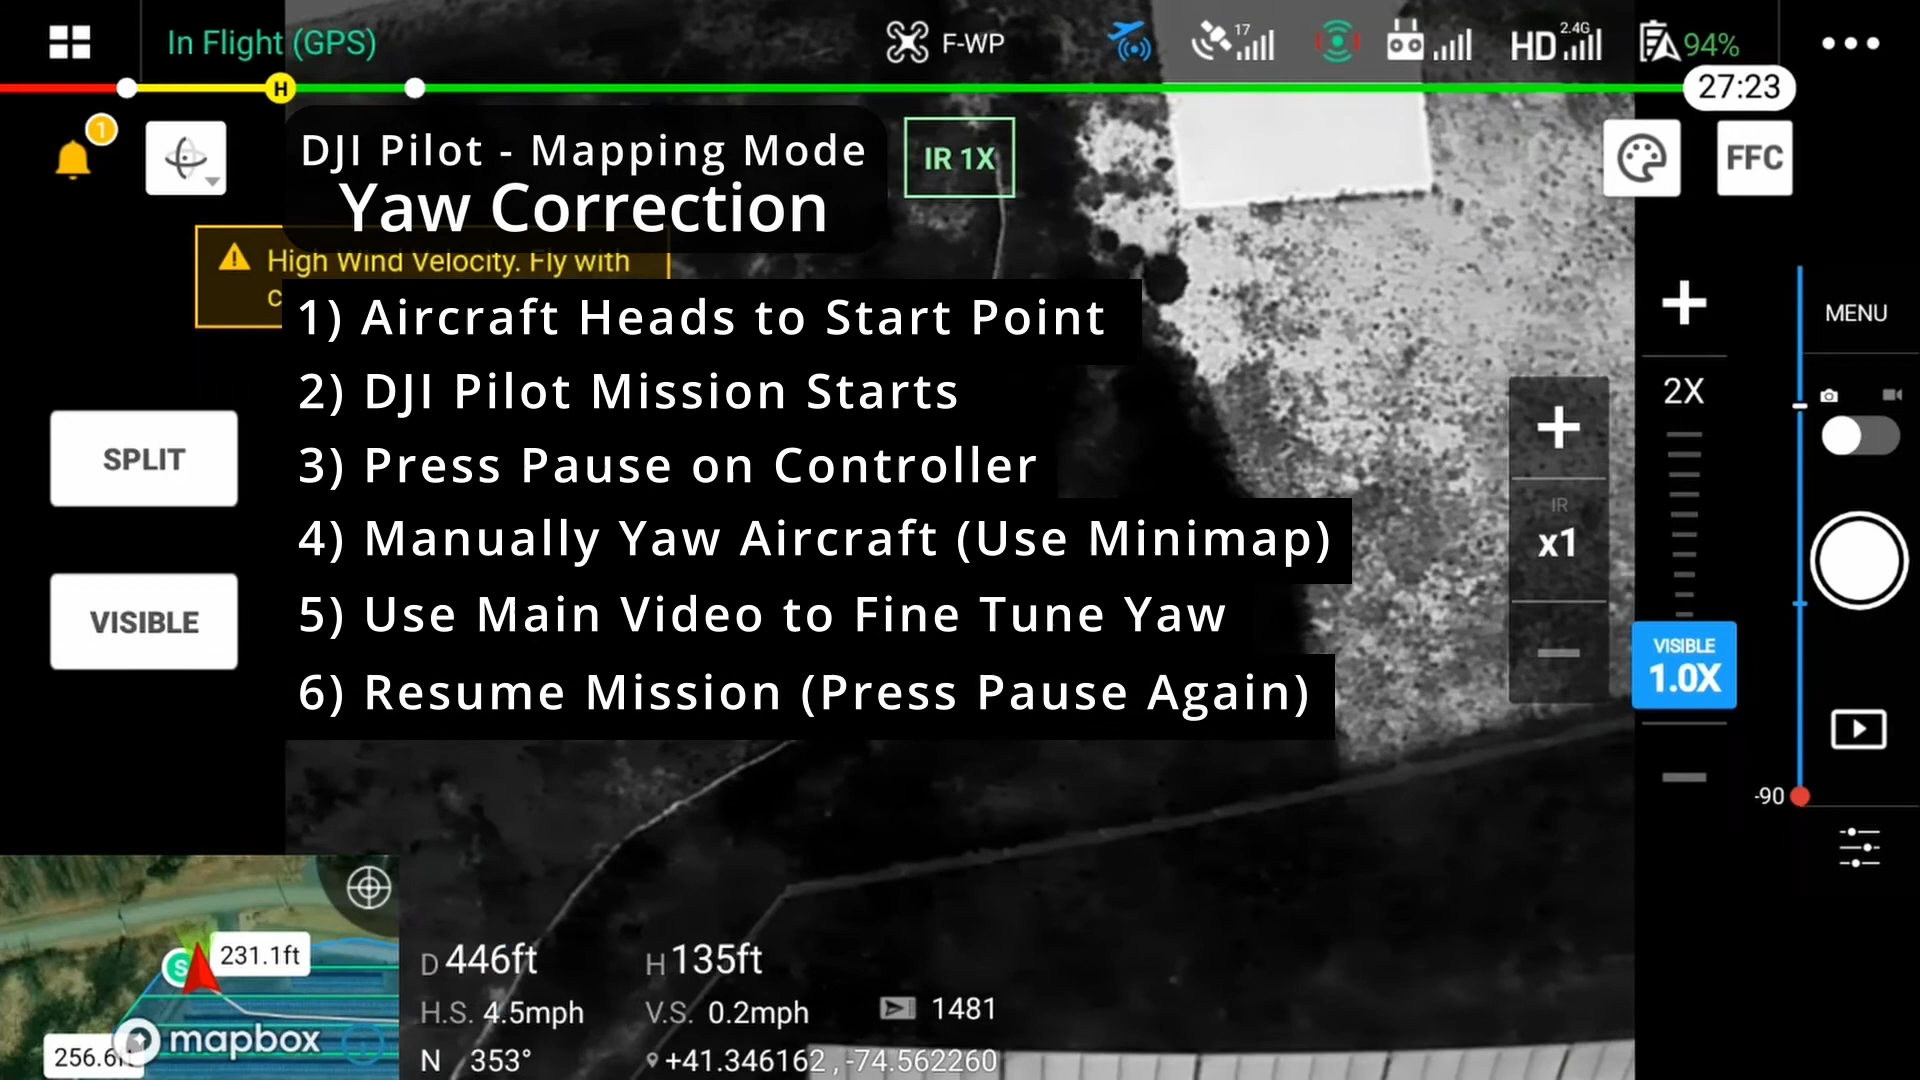 In Flight (GPS)
F-WP
17
HD 2.4G
94%
27:23
1
H
DJI Pilot - Mapping Mode
Yaw Correction
IR 1X
FFC
High Wind Velocity. Fly with
c
1) Aircraft Heads to Start Point
2) DJI Pilot Mission Starts
3) Press Pause on Controller
4) Manually Yaw Aircraft (Use Minimap)
5) Use Main Video to Fine Tune Yaw
6) Resume Mission (Press Pause Again)
SPLIT
VISIBLE
MENU
2X
IR
x1
VISIBLE
1.0X
-90
S
231.1ft
256.6ft
mapbox
D 446ft
H 135ft
H.S. 4.5mph
V.S. 0.2mph
1481
N 353°
+41.346162 , -74.562260